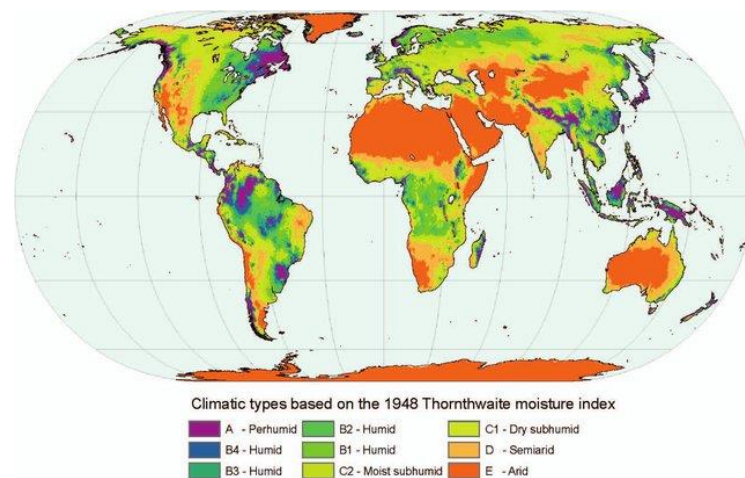 Climatic types based on the 1948 Thornthwaite moisture index
A - Perhumid
B4 - Humid
B3 - Humid
B2 - Humid
B1 - Humid
C2 - Moist subhumid
C1 - Dry subhumid
D - Semiarid
E - Arid